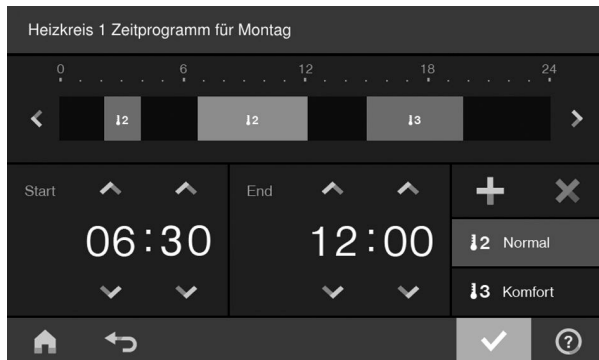 Heizkreis 1 Zeitprogramm für Montag
0 6 12 18 24
2 2 3
Start 06:30 End 12:00
2 Normal
3 Komfort
?